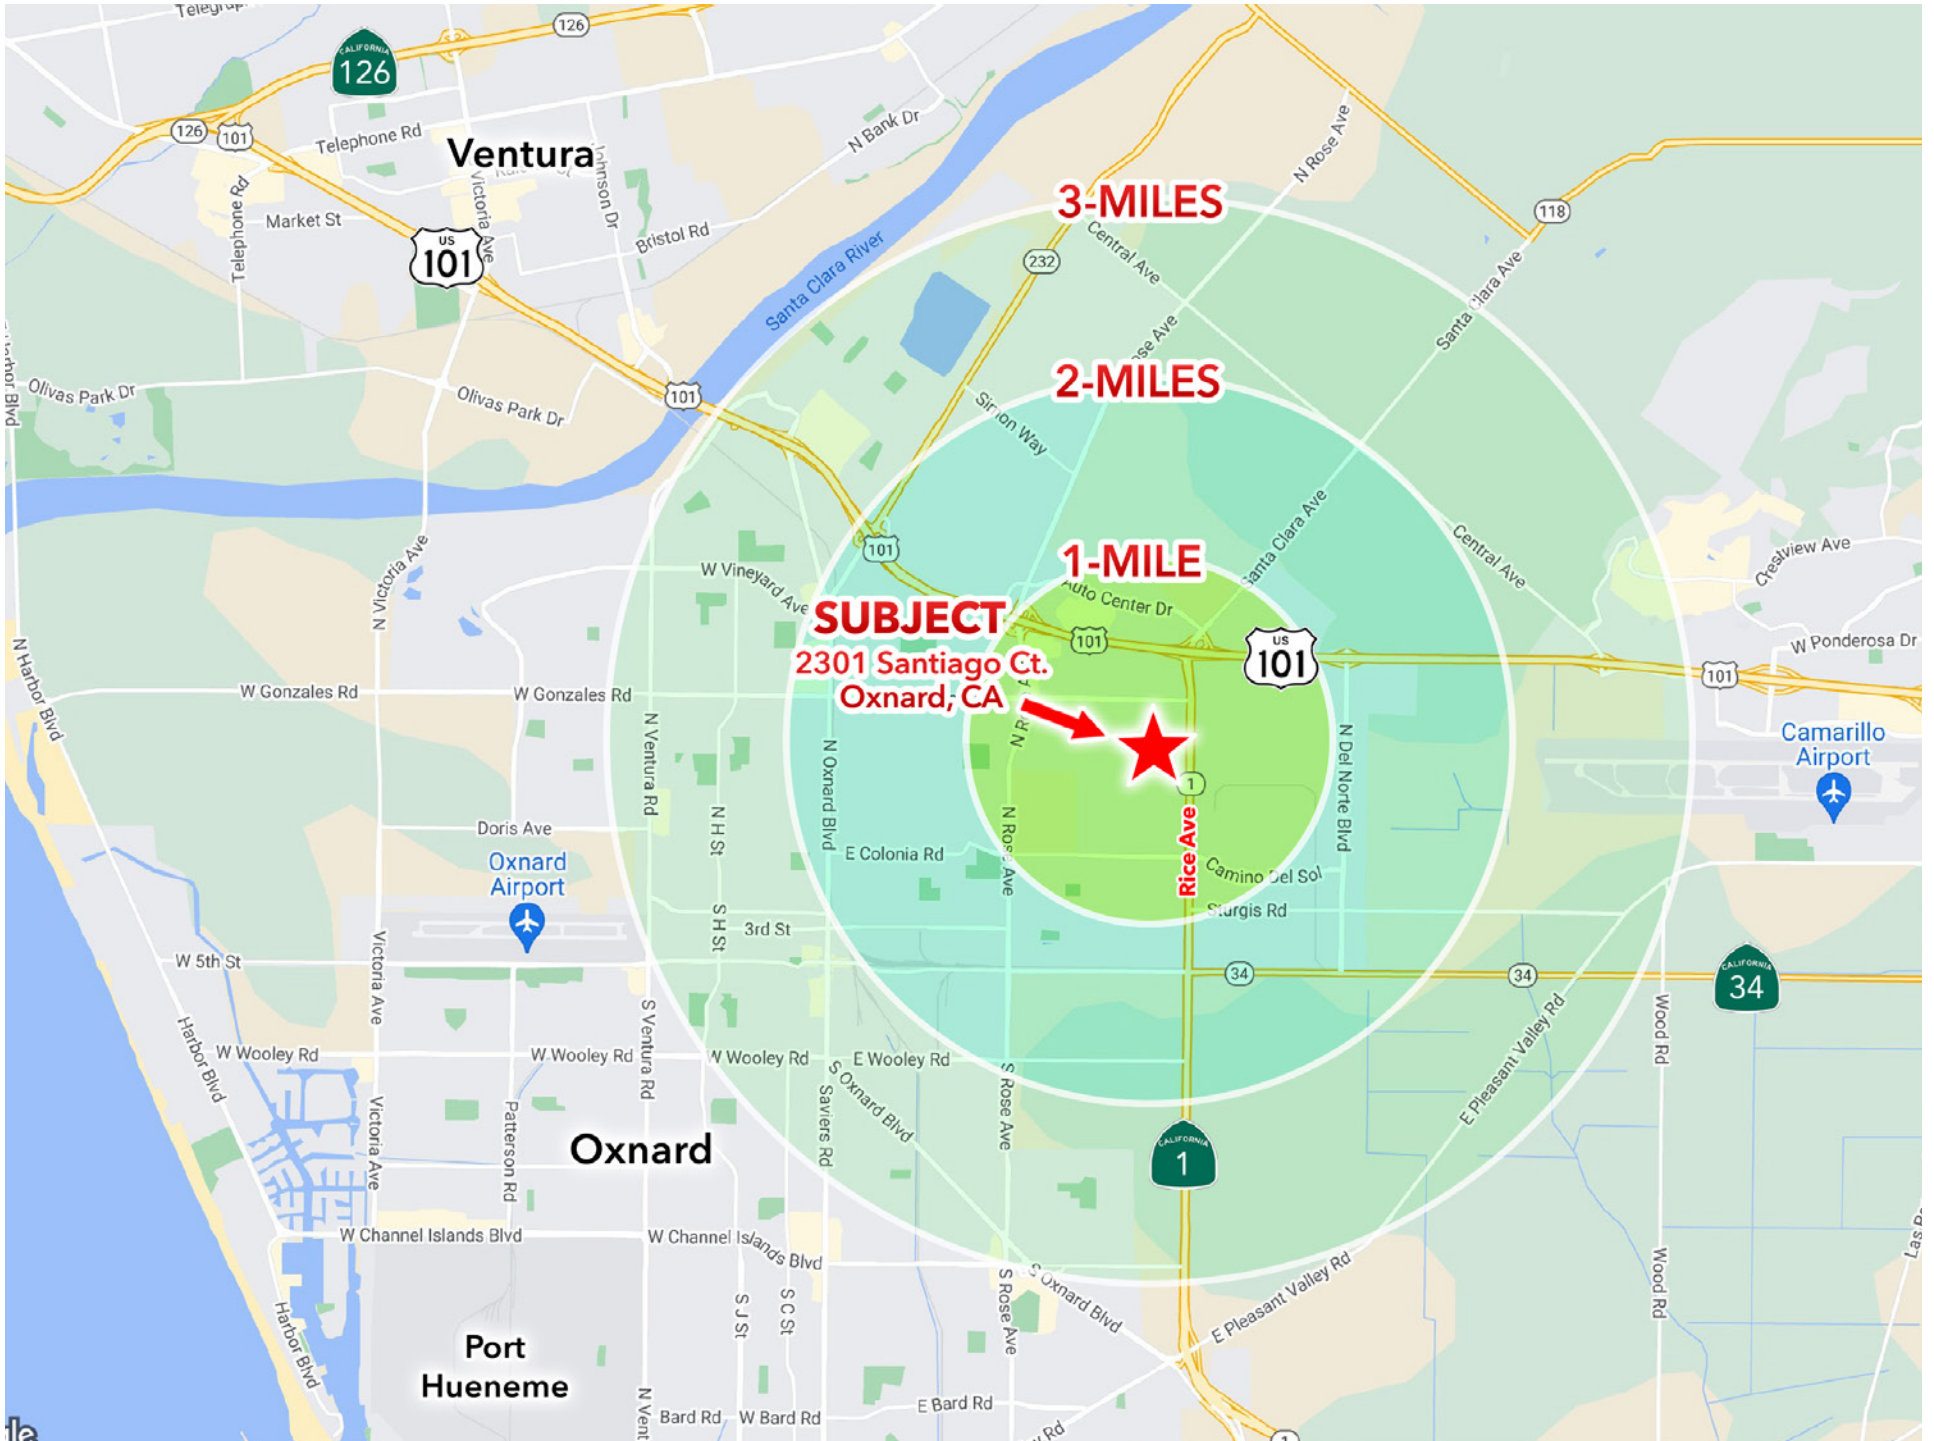 126
CALIFORNIA
126
126
101
Telephone Rd
N Bank Dr
Ventura
Johnson Dr
Victoria Ave
N Rose Ave
Telephone Rd
Market St
Bristol Rd
3-MILES
118
US
101
Santa Clara River
232
Central Ave
Santa Clara Ave
Olivas Park Dr
Olivas Park Dr
101
2-MILES
Simon Way
Santa Clara Ave
Central Ave
Crestview Ave
N Victoria Ave
W Vineyard Ave
101
1-MILE
Auto Center Dr
SUBJECT
2301 Santiago Ct.
Oxnard, CA
101
US
101
W Ponderosa Dr
101
N Harbor Blvd
W Gonzales Rd
W Gonzales Rd
N Ventura Rd
N Oxnard Blvd
N Del Norte Blvd
Camarillo
Airport
1
Rice Ave
N H St
N Rose Ave
Doris Ave
E Colonia Rd
Camino Del Sol
Oxnard
Airport
Sturgis Rd
S H St
3rd St
W 5th St
Victoria Ave
34
34
CALIFORNIA
34
S Ventura Rd
Wood Rd
Harbor Blvd
W Wooley Rd
W Wooley Rd
W Wooley Rd
E Wooley Rd
S Oxnard Blvd
S Rose Ave
E Pleasant Valley Rd
Victoria Ave
Patterson Rd
Saviers Rd
Oxnard
CALIFORNIA
1
W Channel Islands Blvd
W Channel Islands Blvd
S J St
S C St
S Rose Ave
S Oxnard Blvd
E Pleasant Valley Rd
Wood Rd
Harbor Blvd
Port
Hueneme
N Vent
Bard Rd
W Bard Rd
E Bard Rd
1